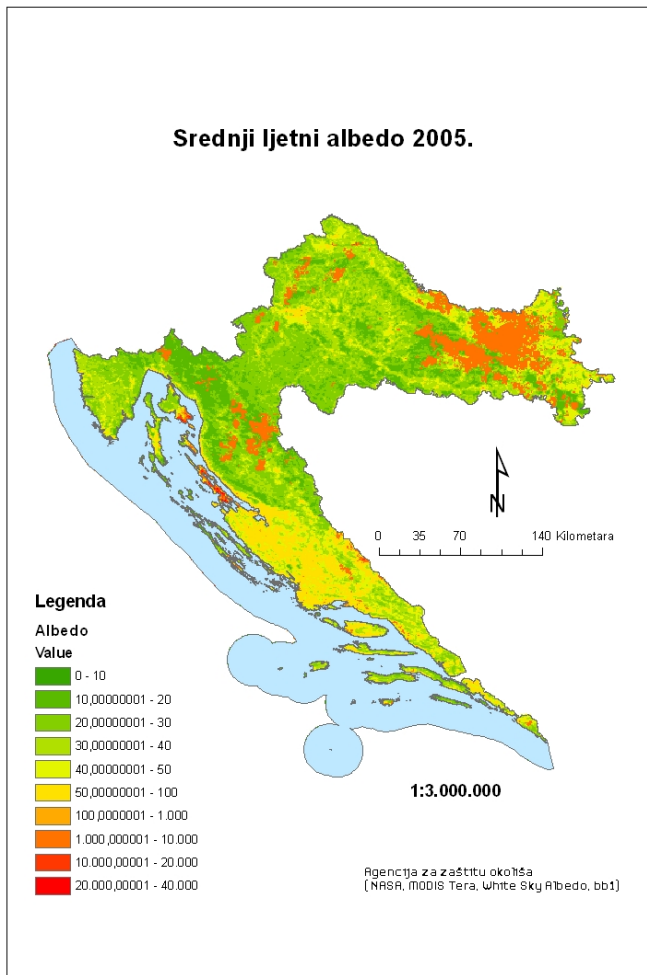 Srednji ljetni albedo 2005.
N
0 35 70 140 Kilometara
Legenda
Albedo
Value
0 - 10
10,00000001 - 20
20,00000001 - 30
30,00000001 - 40
40,00000001 - 50
50,00000001 - 100
100,0000001 - 1.000
1.000,000001 - 10.000
10.000,00001 - 20.000
20.000,00001 - 40.000
1:3.000.000
Agencija za zaštitu okoliša
(NASA, MODIS Tera, White Sky Albedo, bb1)